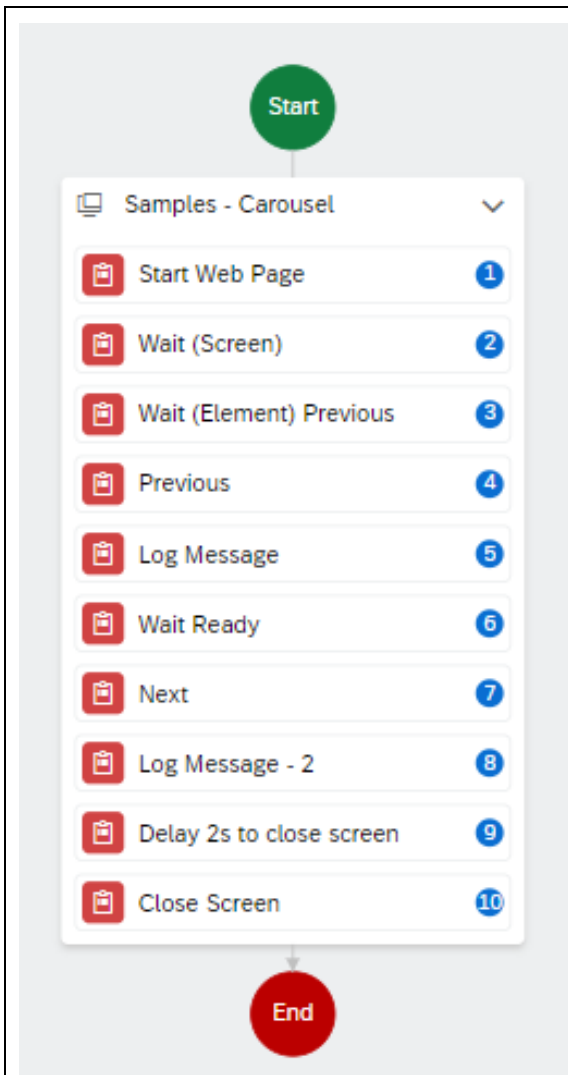 Start
Samples - Carousel
Start Web Page 1
Wait (Screen) 2
Wait (Element) Previous 3
Previous 4
Log Message 5
Wait Ready 6
Next 7
Log Message - 2 8
Delay 2s to close screen 9
Close Screen 10
End